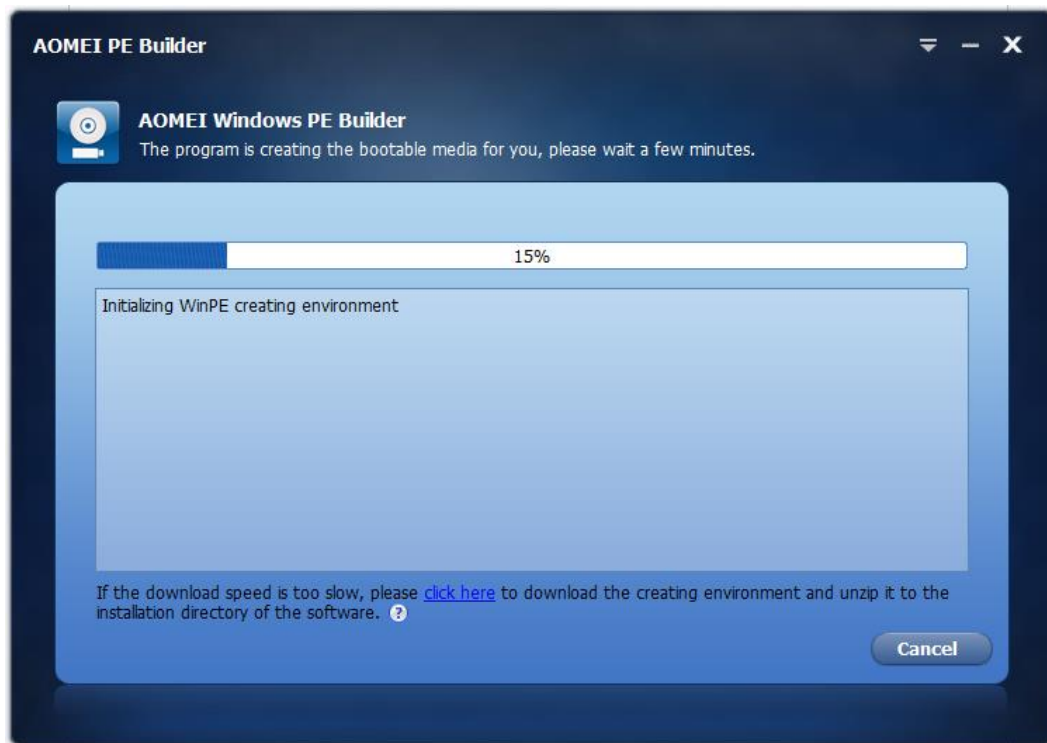 AOMEI PE Builder
AOMEI Windows PE Builder
The program is creating the bootable media for you, please wait a few minutes.
15%
Initializing WinPE creating environment
If the download speed is too slow, please click here to download the creating environment and unzip it to the
installation directory of the software. ?
Cancel